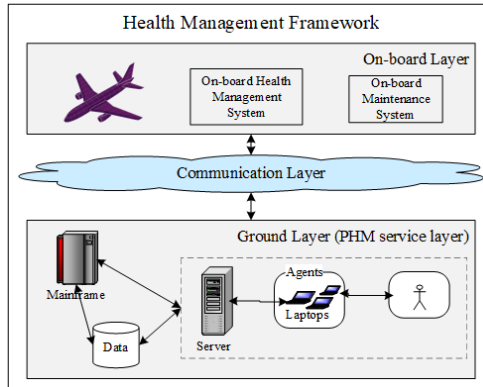 Health Management Framework
On-board Layer
On-board Health
Management
System
On-board
Maintenance
System
Communication Layer
Ground Layer (PHM service layer)
Mainframe
Data
Server
Agents
Laptops